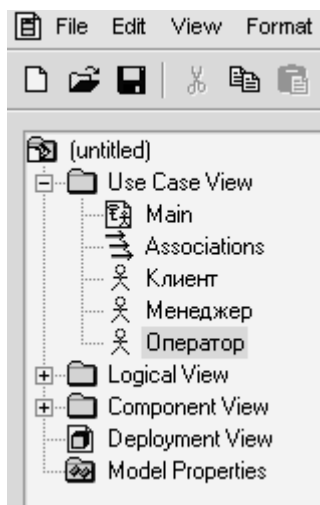 File Edit View Format
(untitled)
Use Case View
Main
Associations
Клиент
Менеджер
Оператор
Logical View
Component View
Deployment View
Model Properties